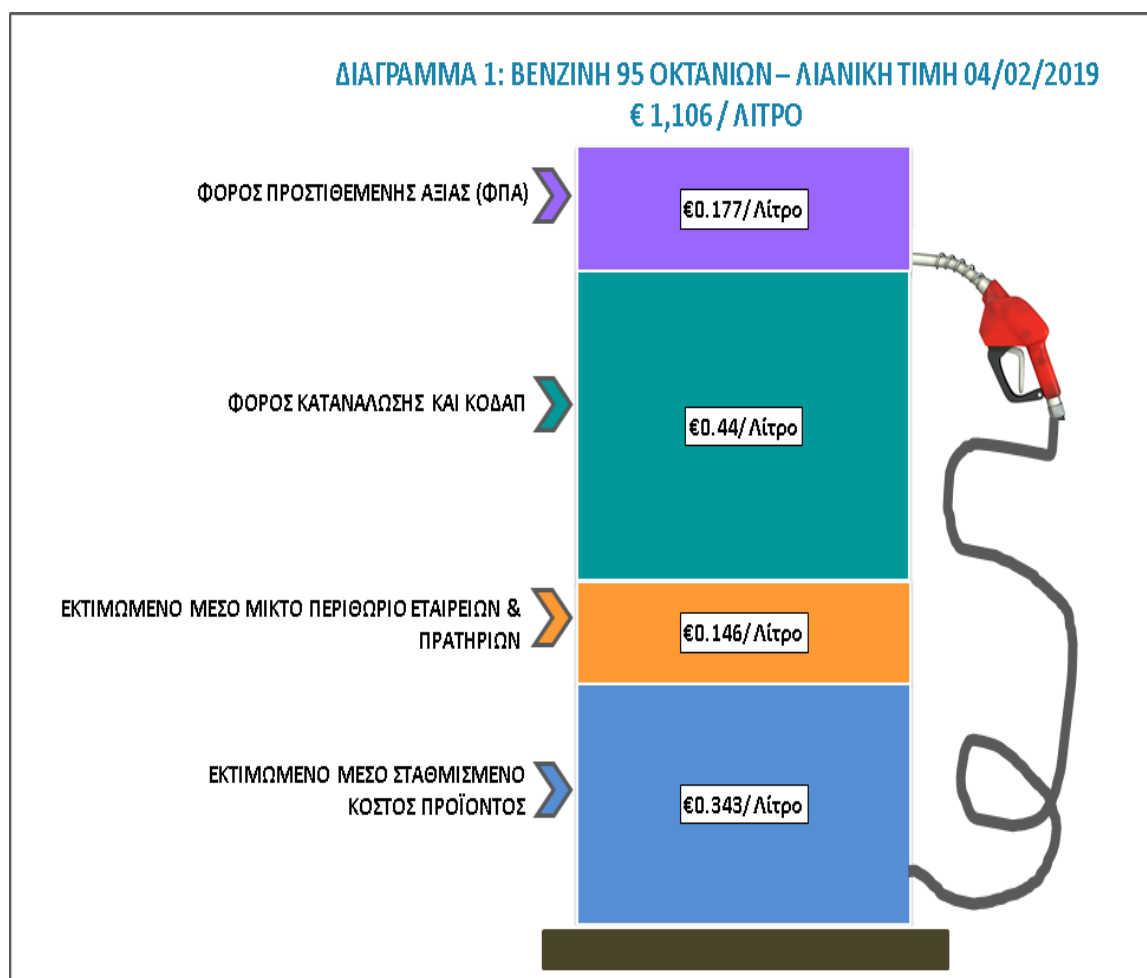 ΔΙΑΓΡΑΜΜΑ 1: ΒΕΝΖΙΝΗ 95 ΟΚΤΑΝΙΩΝ – ΛΙΑΝΙΚΗ ΤΙΜΗ 04/02/2019
€ 1,106 / ΛΙΤΡΟ
ΦΟΡΟΣ ΠΡΟΣΤΙΘΕΜΕΝΗΣ ΑΞΙΑΣ (ΦΠΑ)
€0.177/ Λίτρο
ΦΟΡΟΣ ΚΑΤΑΝΑΛΩΣΗΣ ΚΑΙ ΚΟΔΑΠ
€0.44/ Λίτρο
ΕΚΤΙΜΩΜΕΝΟ ΜΕΣΟ ΜΙΚΤΟ ΠΕΡΙΘΩΡΙΟ ΕΤΑΙΡΕΙΩΝ &
ΠΡΑΤΗΡΙΩΝ
€0.146/ Λίτρο
ΕΚΤΙΜΩΜΕΝΟ ΜΕΣΟ ΣΤΑΘΜΙΣΜΕΝΟ
ΚΟΣΤΟΣ ΠΡΟΪΟΝΤΟΣ
€0.343/ Λίτρο